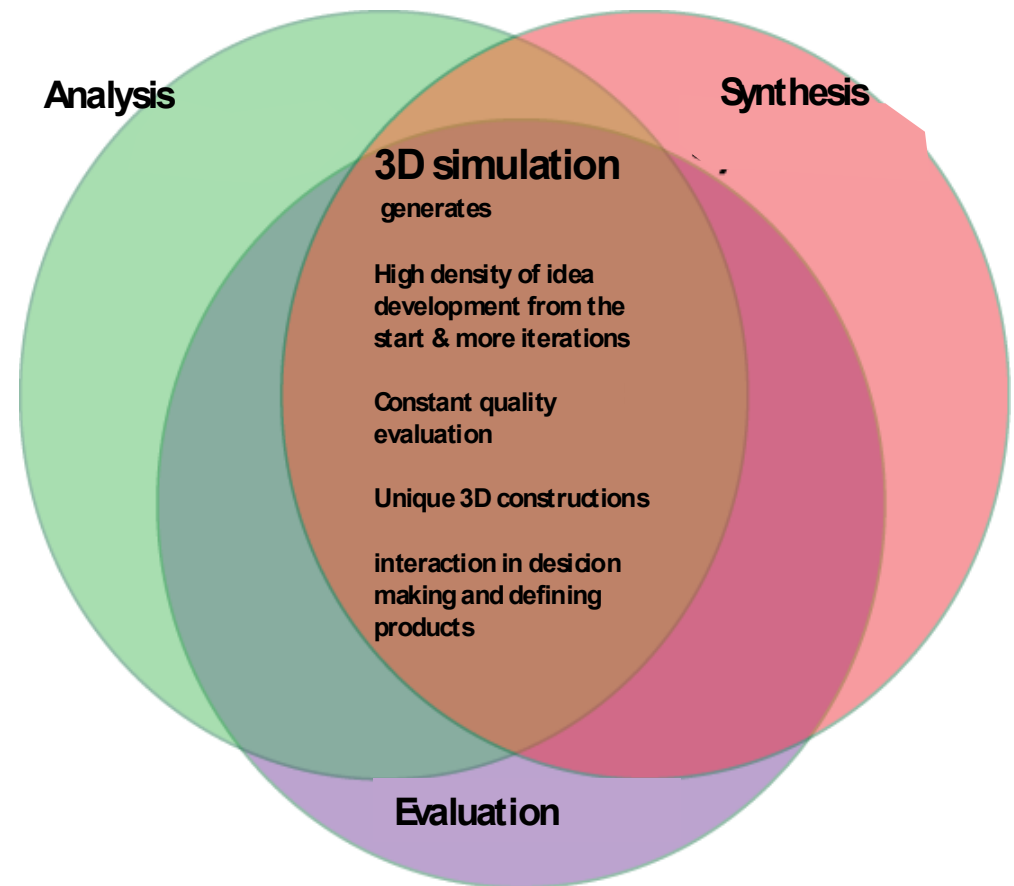 Analysis
Synthesis
3D simulation
generates
High density of idea
development from the
start & more iterations
Constant quality
evaluation
Unique 3D constructions
interaction in desicion
making and defining
products
Evaluation